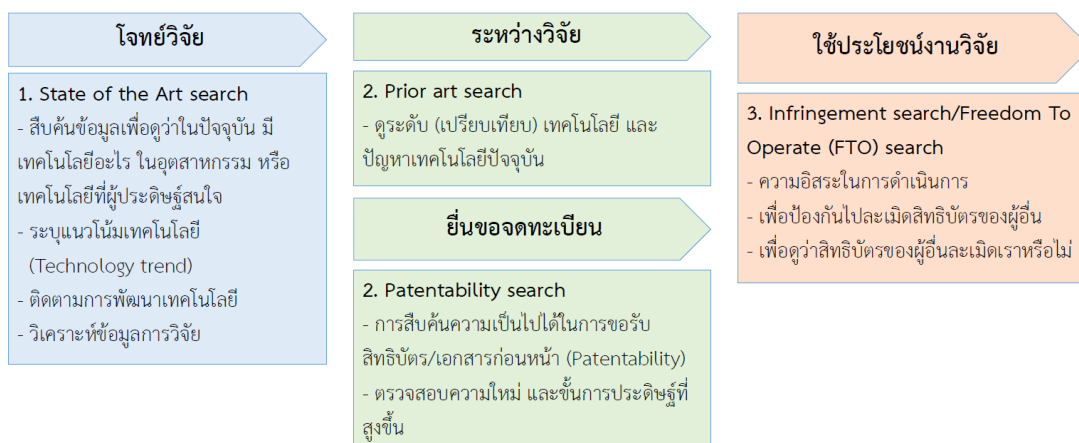 โจทย์วิจัย
1. State of the Art search
- สืบค้นข้อมูลเพื่อดูว่าในปัจจุบัน มี
เทคโนโลยีอะไร ในอุตสาหกรรม หรือ
เทคโนโลยีที่ผู้ประดิษฐ์สนใจ
- ระบุแนวโน้มเทคโนโลยี
(Technology trend)
- ติดตามการพัฒนาเทคโนโลยี
- วิเคราะห์ข้อมูลการวิจัย
ระหว่างวิจัย
2. Prior art search
- ดูระดับ (เปรียบเทียบ) เทคโนโลยี และ
ปัญหาเทคโนโลยีปัจจุบัน
ยื่นขอจดทะเบียน
2. Patentability search
- การสืบค้นความเป็นไปได้ในการขอรับ
สิทธิบัตร/เอกสารก่อนหน้า (Patentability)
- ตรวจสอบความใหม่ และขั้นการประดิษฐ์ที่
สูงขึ้น
ใช้ประโยชน์งานวิจัย
3. Infringement search/Freedom To
Operate (FTO) search
- ความอิสระในการดำเนินการ
- เพื่อป้องกันไปละเมิดสิทธิบัตรของผู้อื่น
- เพื่อดูว่าสิทธิบัตรของผู้อื่นละเมิดเราหรือไม่